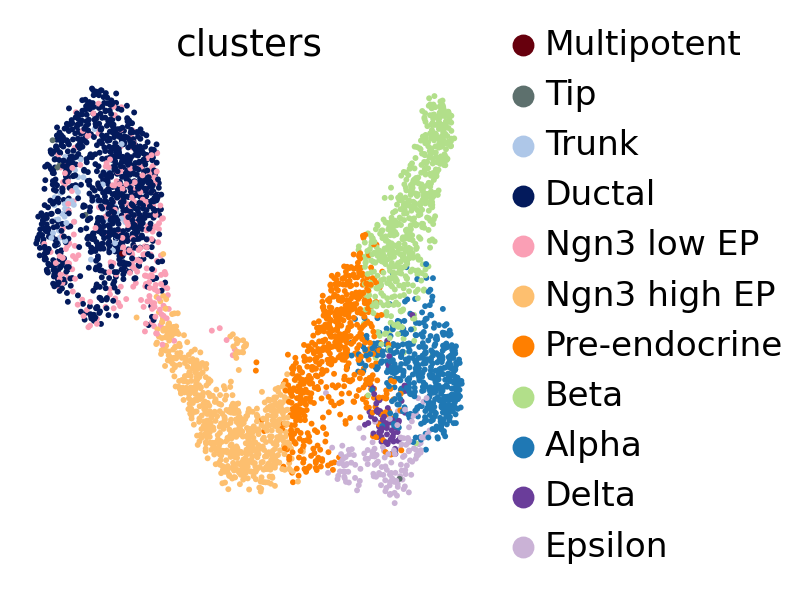 clusters
Multipotent
Tip
Trunk
Ductal
Ngn3 low EP
Ngn3 high EP
Pre-endocrine
Beta
Alpha
Delta
Epsilon